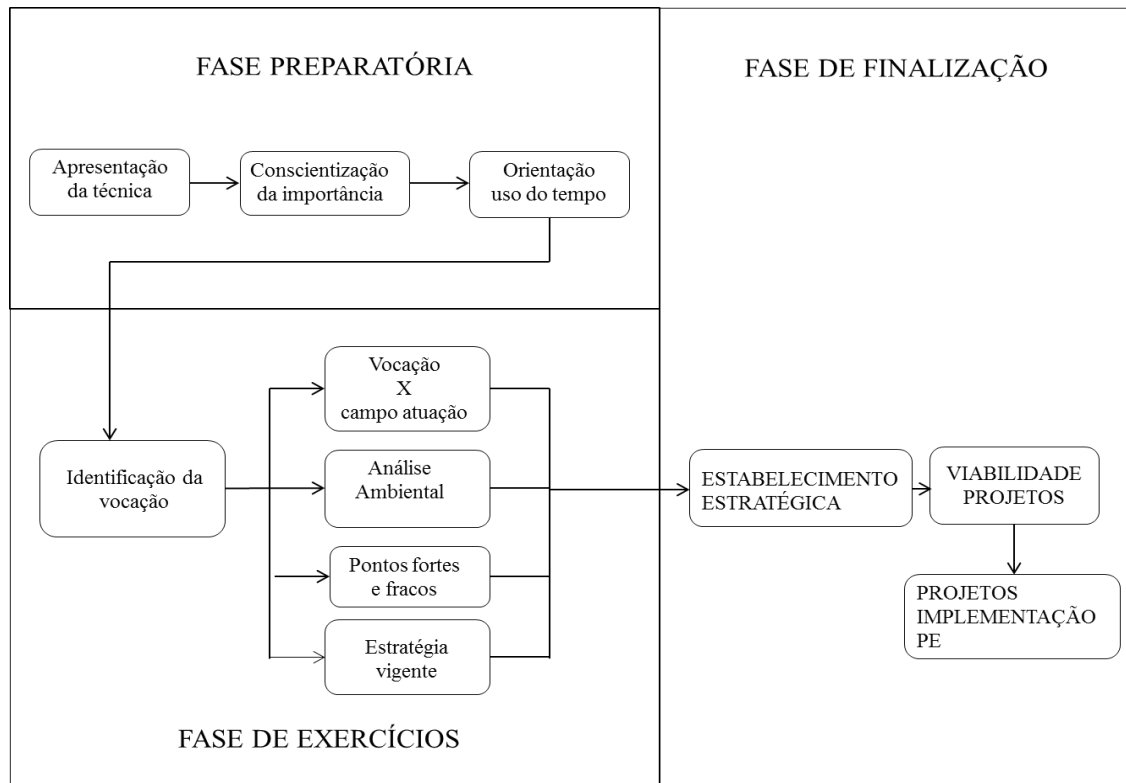 FASE PREPARATÓRIA
Apresentação
da técnica
Conscientização
da importância
Orientação
uso do tempo
FASE DE FINALIZAÇÃO
Identificação da
vocação
Vocação
X
campo atuação
Análise
Ambiental
Pontos fortes
e fracos
Estratégia
vigente
FASE DE EXERCÍCIOS
ESTABELECIMENTO
ESTRATÉGICA
VIABILIDADE
PROJETOS
PROJETOS
IMPLEMENTAÇÃO
PE